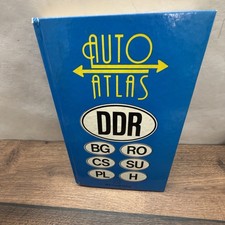 AUTO
ATLAS
DDR
BG RO
CS SU
PL H